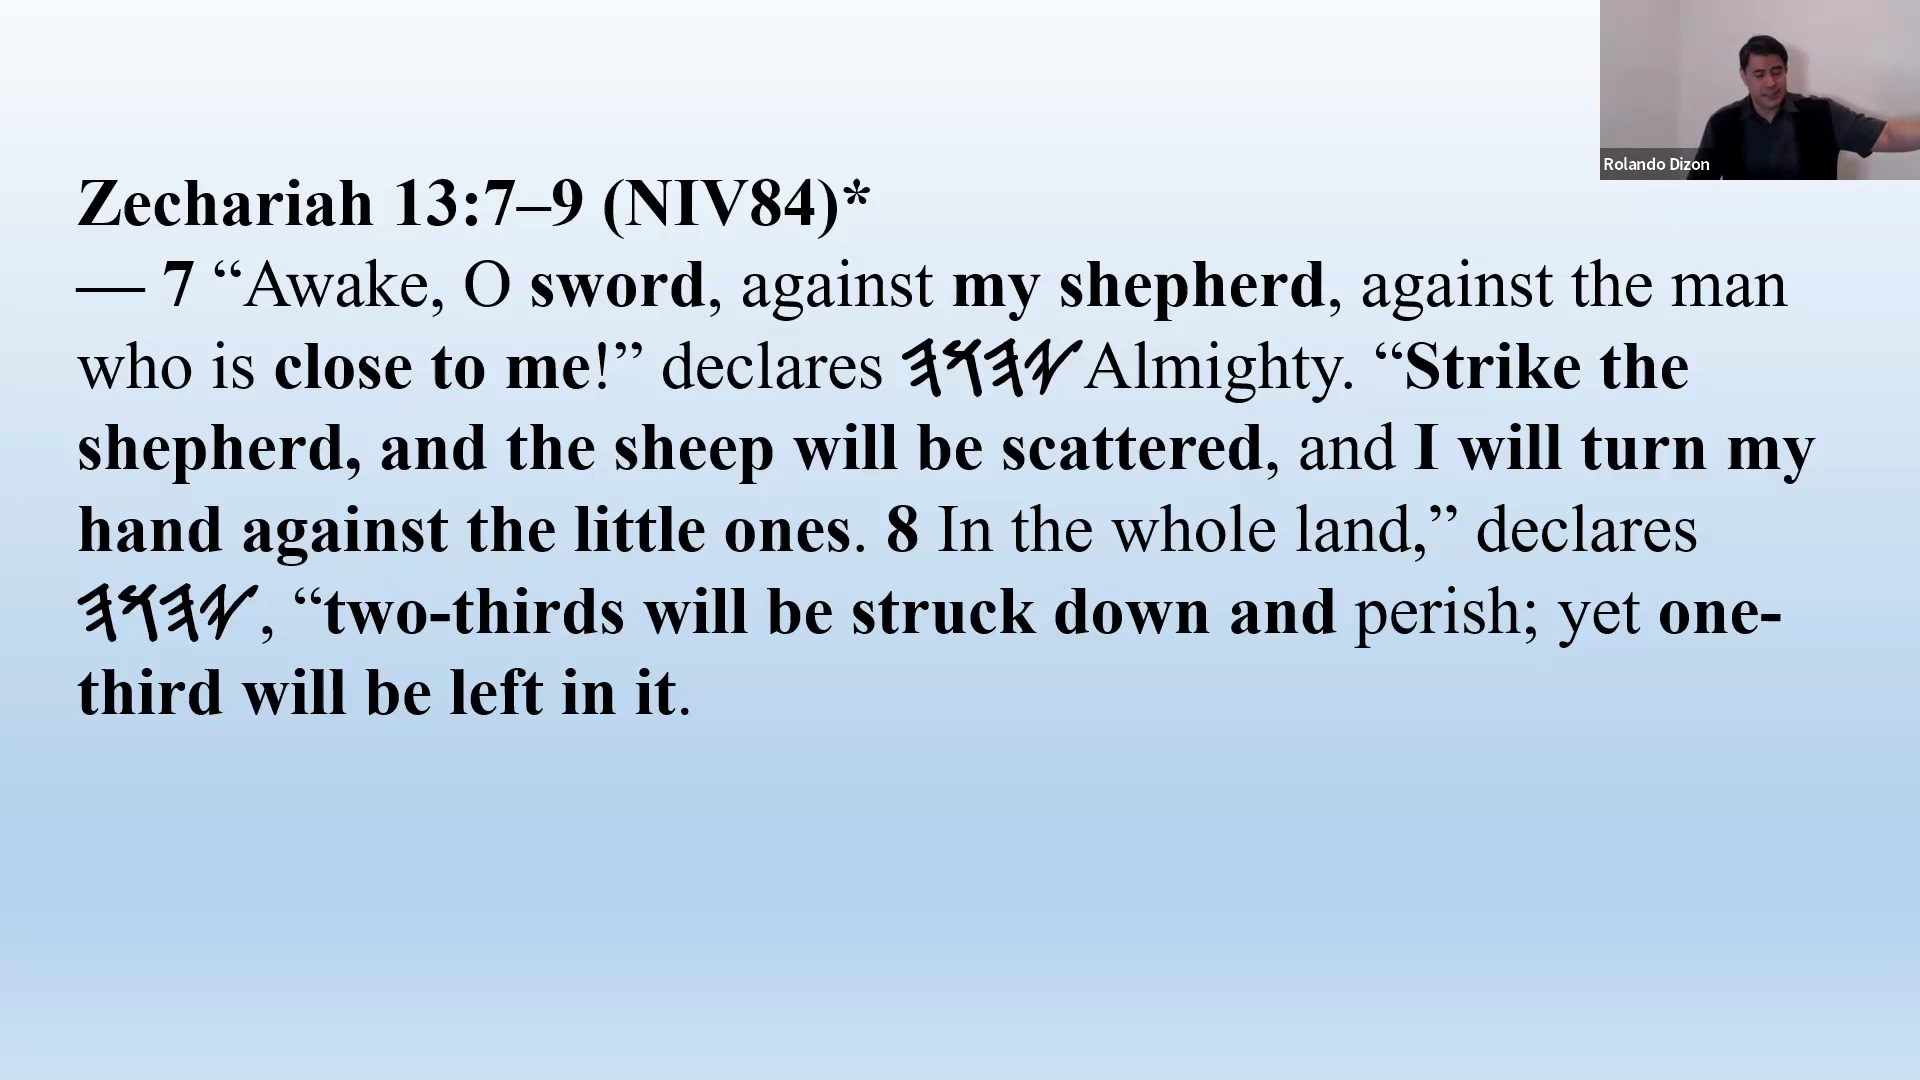 Rolando Dizon
Zechariah 13:7–9 (NIV84)*
— 7 “Awake, O sword, against my shepherd, against the man
who is close to me!” declares 𐤉𐤄𐤅𐤄 Almighty. “Strike the
shepherd, and the sheep will be scattered, and I will turn my
hand against the little ones. 8 In the whole land,” declares
𐤉𐤄𐤅𐤄, “two-thirds will be struck down and perish; yet one-
third will be left in it.